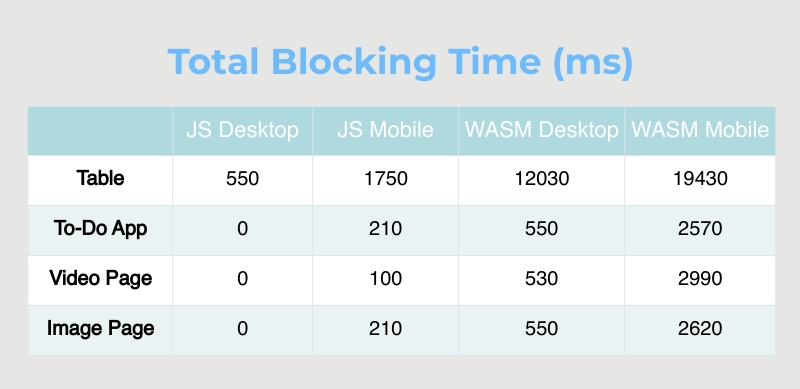 Total Blocking Time (ms)
JS Desktop JS Mobile WASM Desktop WASM Mobile
Table 550 1750 12030 19430
To-Do App 0 210 550 2570
Video Page 0 100 530 2990
Image Page 0 210 550 2620